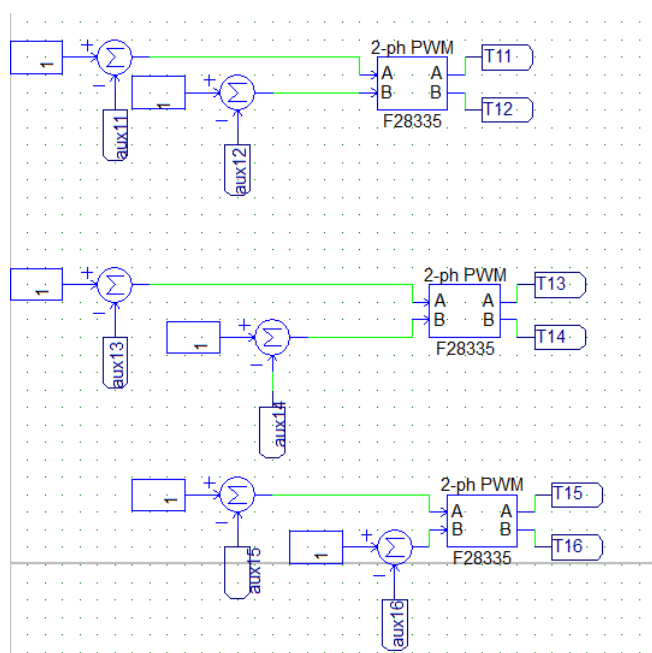 2-ph PWM
1
+
Σ
A
A
T11
−
1
+
Σ
B
B
T12
−
F28335
aux11
aux12
2-ph PWM
1
+
Σ
A
A
T13
−
1
+
Σ
B
B
T14
−
F28335
aux13
aux14
2-ph PWM
1
+
Σ
A
A
T15
−
1
+
Σ
B
B
T16
−
F28335
aux15
aux16